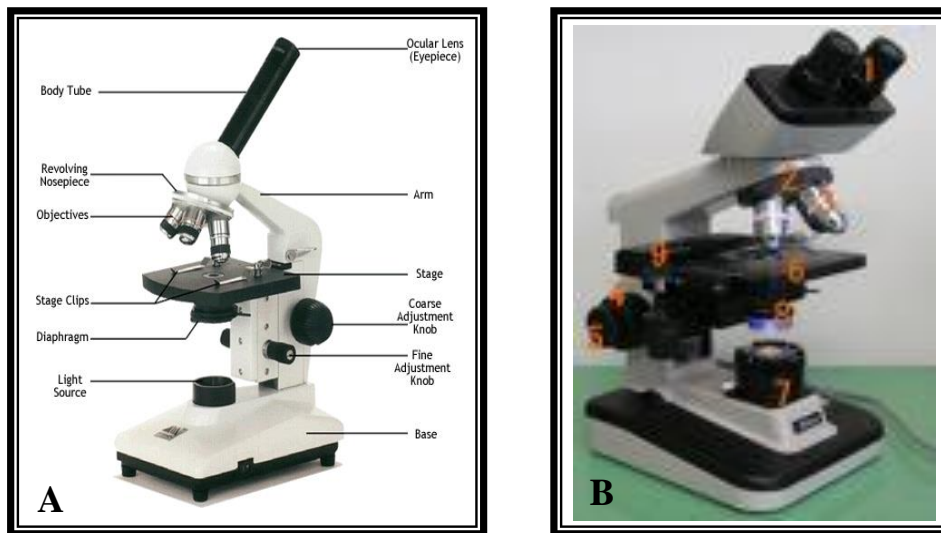 Ocular Lens
(Eyepiece)
Body Tube
Revolving
Nosepiece
Arm
Objectives
Stage
Stage Clips
Coarse
Adjustment
Knob
Diaphragm
Fine
Adjustment
Knob
Light
Source
Base
A
1
2
3
9
6
4
5
8
7
B